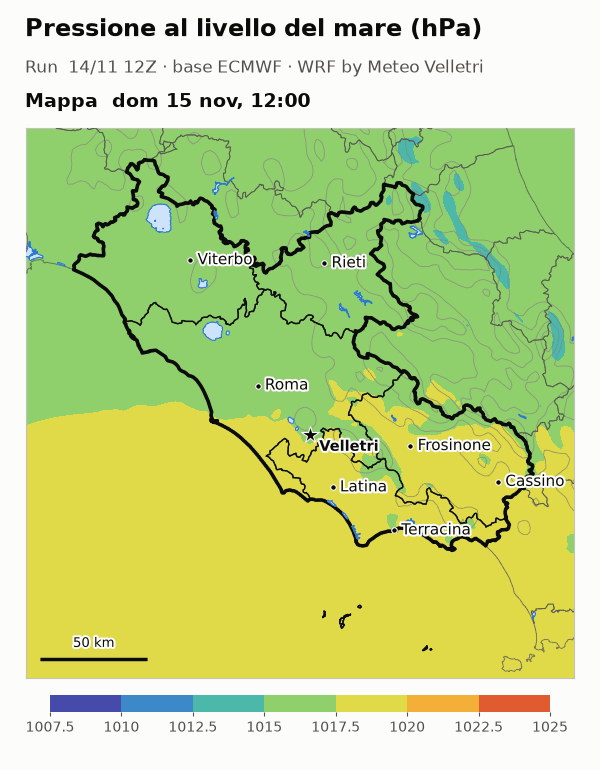 Pressione al livello del mare (hPa)
Run  14/11 12Z · base ECMWF · WRF by Meteo Velletri
Mappa  dom 15 nov, 12:00
Viterbo
Rieti
Roma
Velletri
Frosinone
Latina
Cassino
Terracina
50 km
1007.5 1010 1012.5 1015 1017.5 1020 1022.5 1025